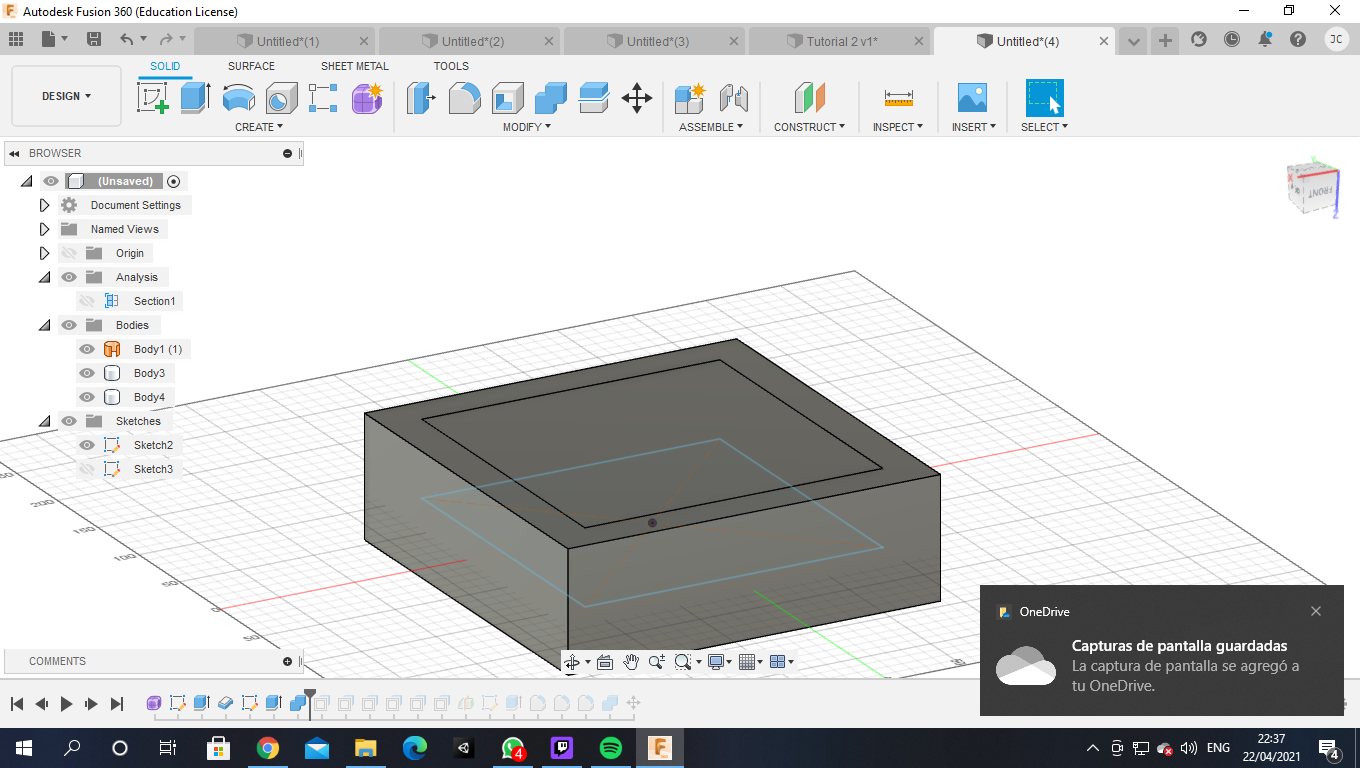 Autodesk Fusion 360 (Education License)
Untitled*(1)
Untitled*(2)
Untitled*(3)
Tutorial 2 v1*
Untitled*(4)
JC
SOLID
SURFACE
SHEET METAL
TOOLS
DESIGN
CREATE
MODIFY
ASSEMBLE
CONSTRUCT
INSPECT
INSERT
SELECT
BROWSER
(Unsaved)
Document Settings
Named Views
Origin
Analysis
Section1
Bodies
Body1 (1)
Body3
Body4
Sketches
Sketch2
Sketch3
FRONT
X
Y
Z
200
150
100
50
0
50
50
OneDrive
Capturas de pantalla guardadas
La captura de pantalla se agregó a
tu OneDrive.
COMMENTS
4
ENG
22:37
22/04/2021
4